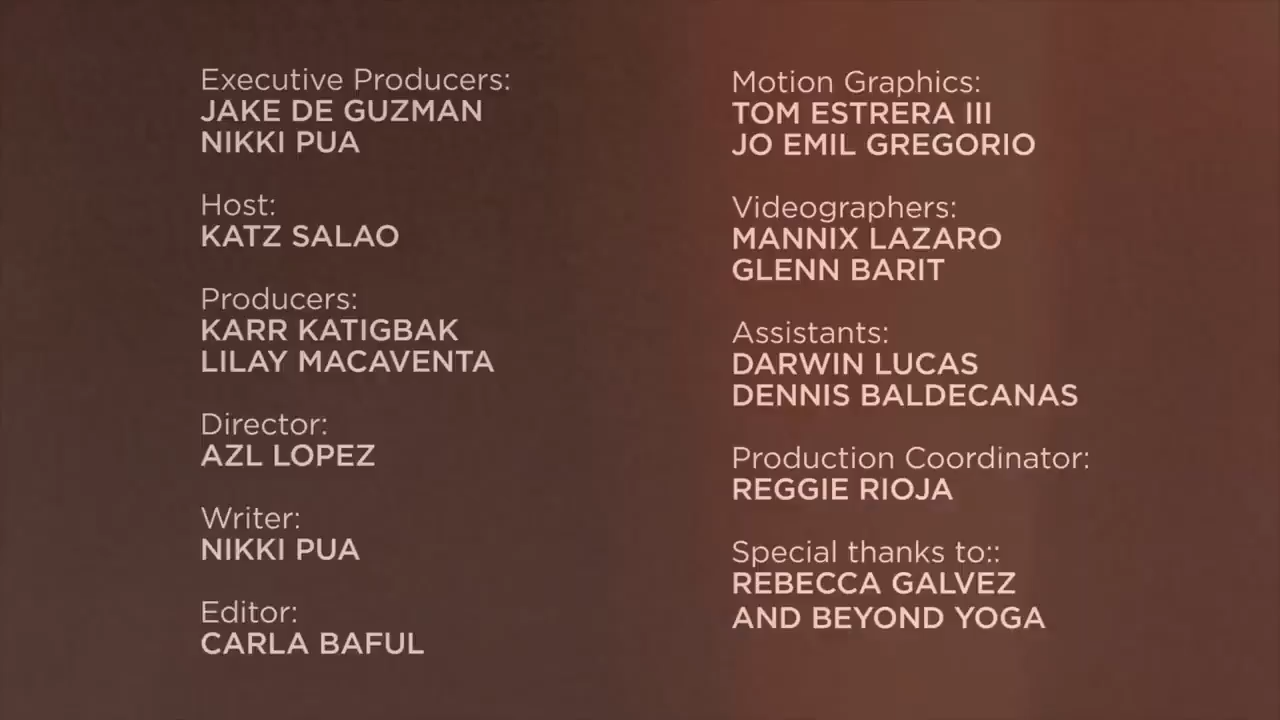 Executive Producers:
JAKE DE GUZMAN
NIKKI PUA
Host:
KATZ SALAO
Producers:
KARR KATIGBAK
LILAY MACAVENTA
Director:
AZL LOPEZ
Writer:
NIKKI PUA
Editor:
CARLA BAFUL
Motion Graphics:
TOM ESTRERA III
JO EMIL GREGORIO
Videographers:
MANNIX LAZARO
GLENN BARIT
Assistants:
DARWIN LUCAS
DENNIS BALDECANAS
Production Coordinator:
REGGIE RIOJA
Special thanks to::
REBECCA GALVEZ
AND BEYOND YOGA